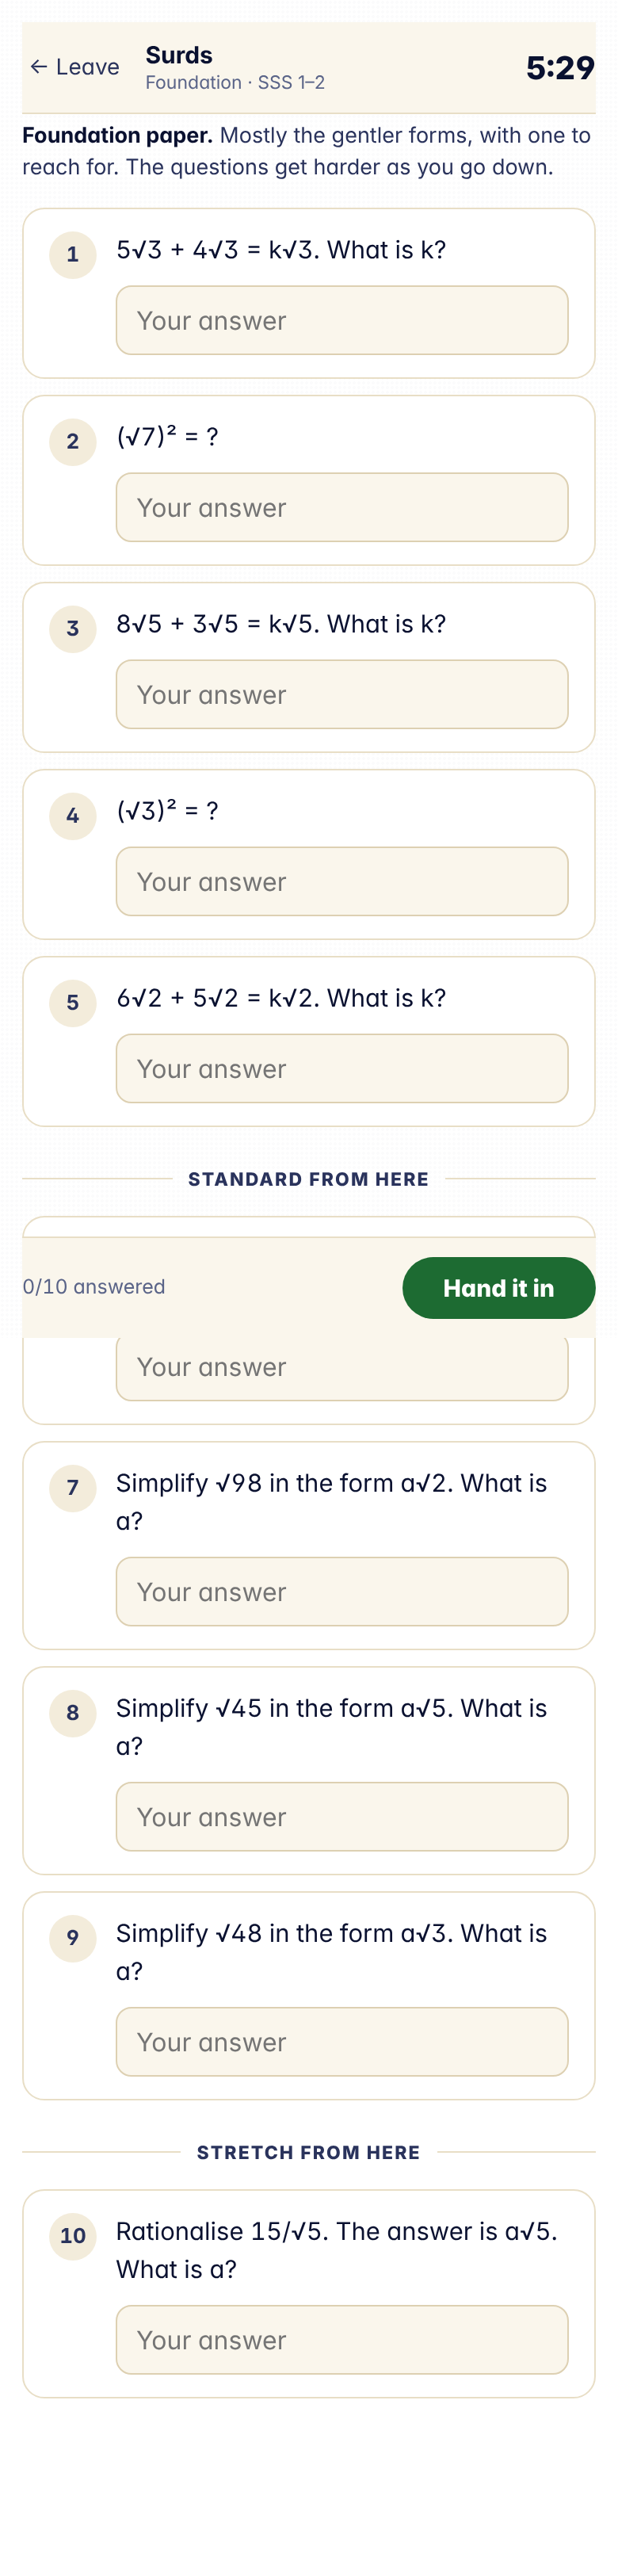 ← Leave
Surds
Foundation · SSS 1–2
5:29
Foundation paper. Mostly the gentler forms, with one to
reach for. The questions get harder as you go down.
1
5√3 + 4√3 = k√3. What is k?
Your answer
2
(√7)² = ?
Your answer
3
8√5 + 3√5 = k√5. What is k?
Your answer
4
(√3)² = ?
Your answer
5
6√2 + 5√2 = k√2. What is k?
Your answer
STANDARD FROM HERE
0/10 answered
Hand it in
Your answer
7
Simplify √98 in the form a√2. What is
a?
Your answer
8
Simplify √45 in the form a√5. What is
a?
Your answer
9
Simplify √48 in the form a√3. What is
a?
Your answer
STRETCH FROM HERE
10
Rationalise 15/√5. The answer is a√5.
What is a?
Your answer